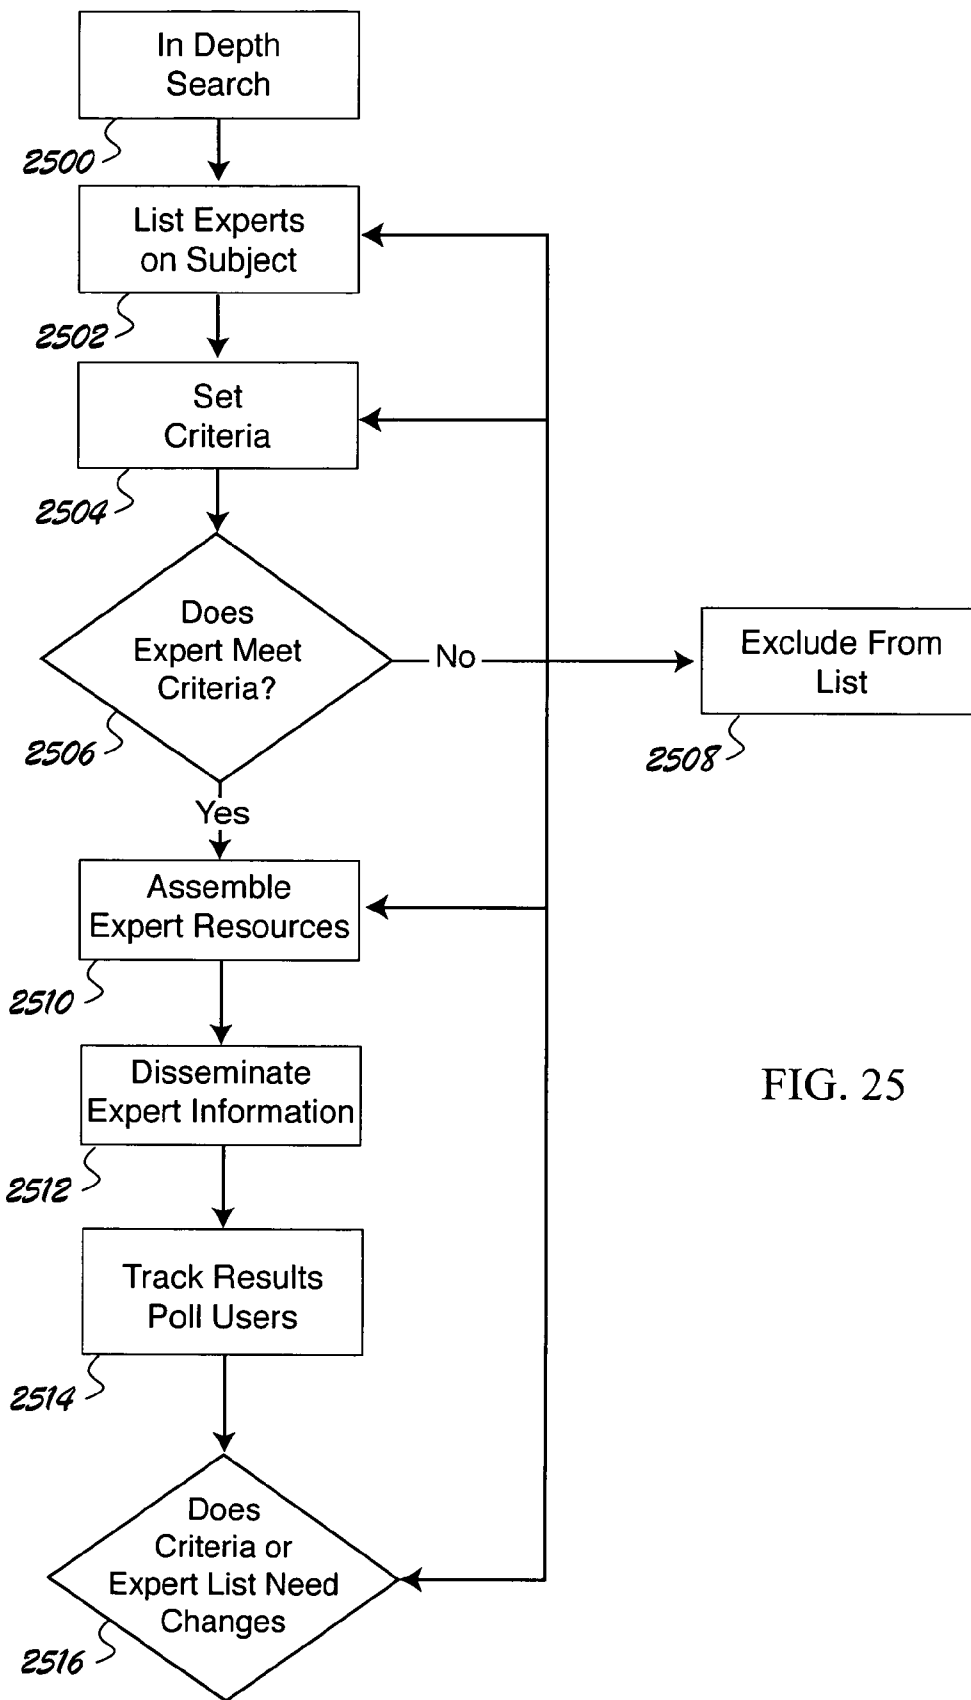 In Depth
Search
2500
List Experts
on Subject
2502
Set
Criteria
2504
Does
Expert Meet
Criteria?
No
2506
Exclude From
List
2508
Yes
Assemble
Expert Resources
2510
Disseminate
Expert Information
2512
FIG. 25
Track Results
Poll Users
2514
Does
Criteria or
Expert List Need
Changes
2516